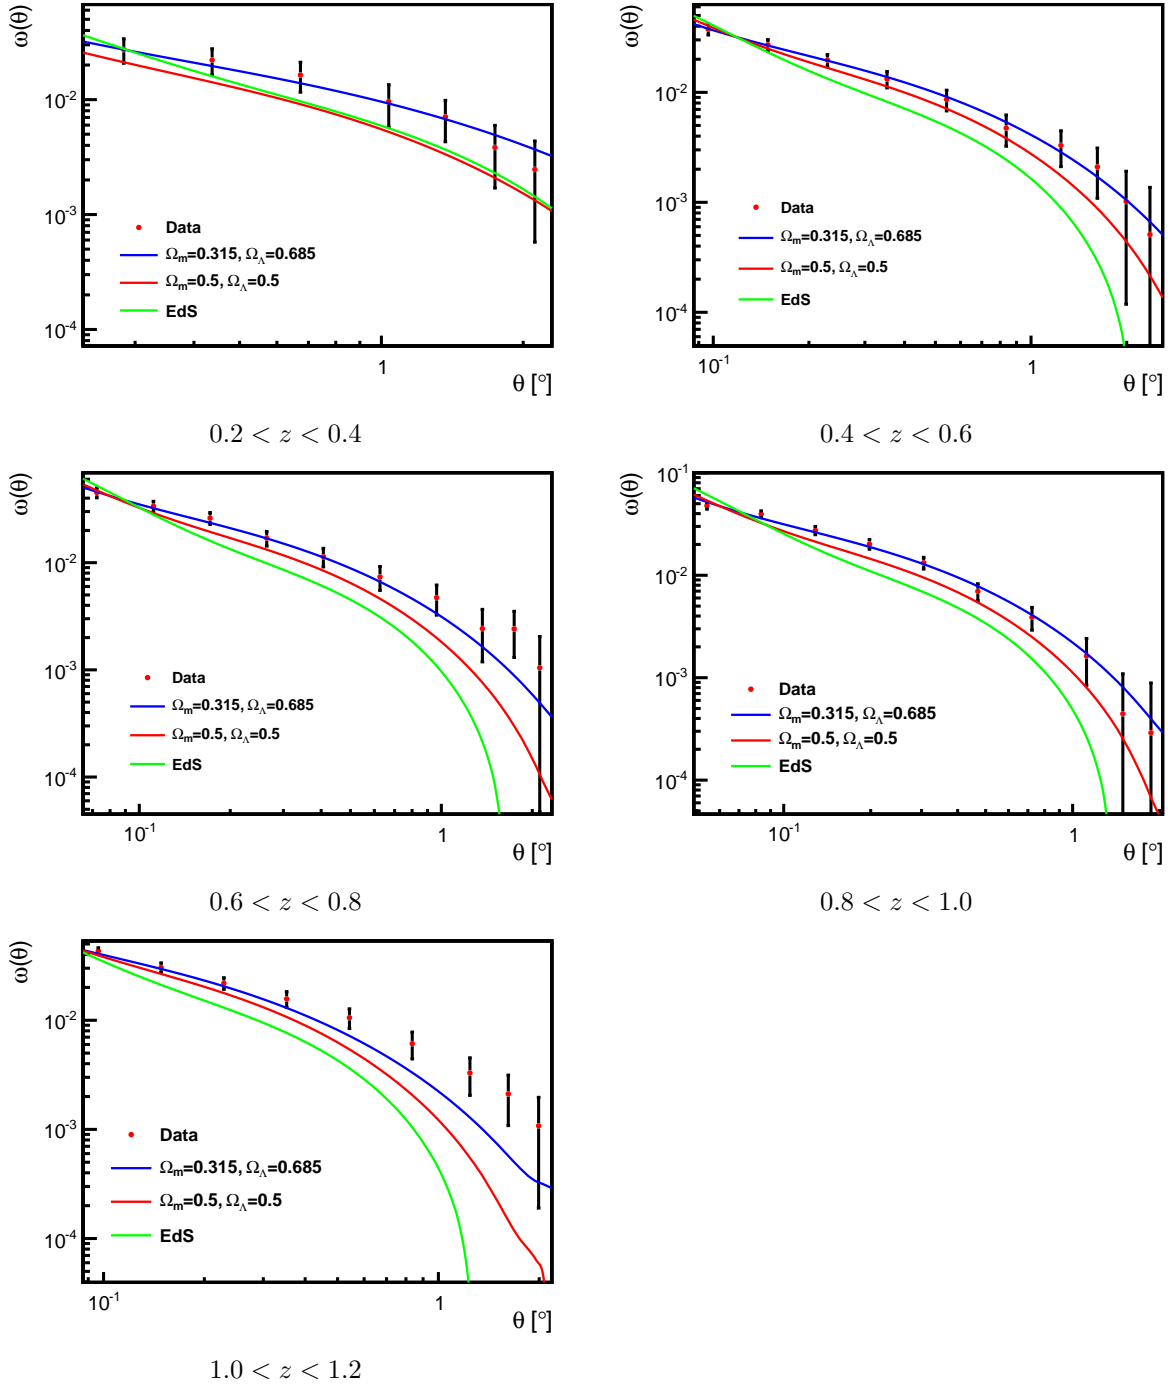 ω(θ)
10⁻²
10⁻³
10⁻⁴
Data
Ωm=0.315, ΩΛ=0.685
Ωm=0.5, ΩΛ=0.5
EdS
1
θ [°]
0.2 < z < 0.4
ω(θ)
10⁻²
10⁻³
10⁻⁴
Data
Ωm=0.315, ΩΛ=0.685
Ωm=0.5, ΩΛ=0.5
EdS
10⁻¹ 1
θ [°]
0.4 < z < 0.6
ω(θ)
10⁻²
10⁻³
10⁻⁴
Data
Ωm=0.315, ΩΛ=0.685
Ωm=0.5, ΩΛ=0.5
EdS
10⁻¹ 1
θ [°]
0.6 < z < 0.8
ω(θ)
10⁻¹
10⁻²
10⁻³
10⁻⁴
Data
Ωm=0.315, ΩΛ=0.685
Ωm=0.5, ΩΛ=0.5
EdS
10⁻¹ 1
θ [°]
0.8 < z < 1.0
ω(θ)
10⁻²
10⁻³
10⁻⁴
Data
Ωm=0.315, ΩΛ=0.685
Ωm=0.5, ΩΛ=0.5
EdS
10⁻¹ 1
θ [°]
1.0 < z < 1.2